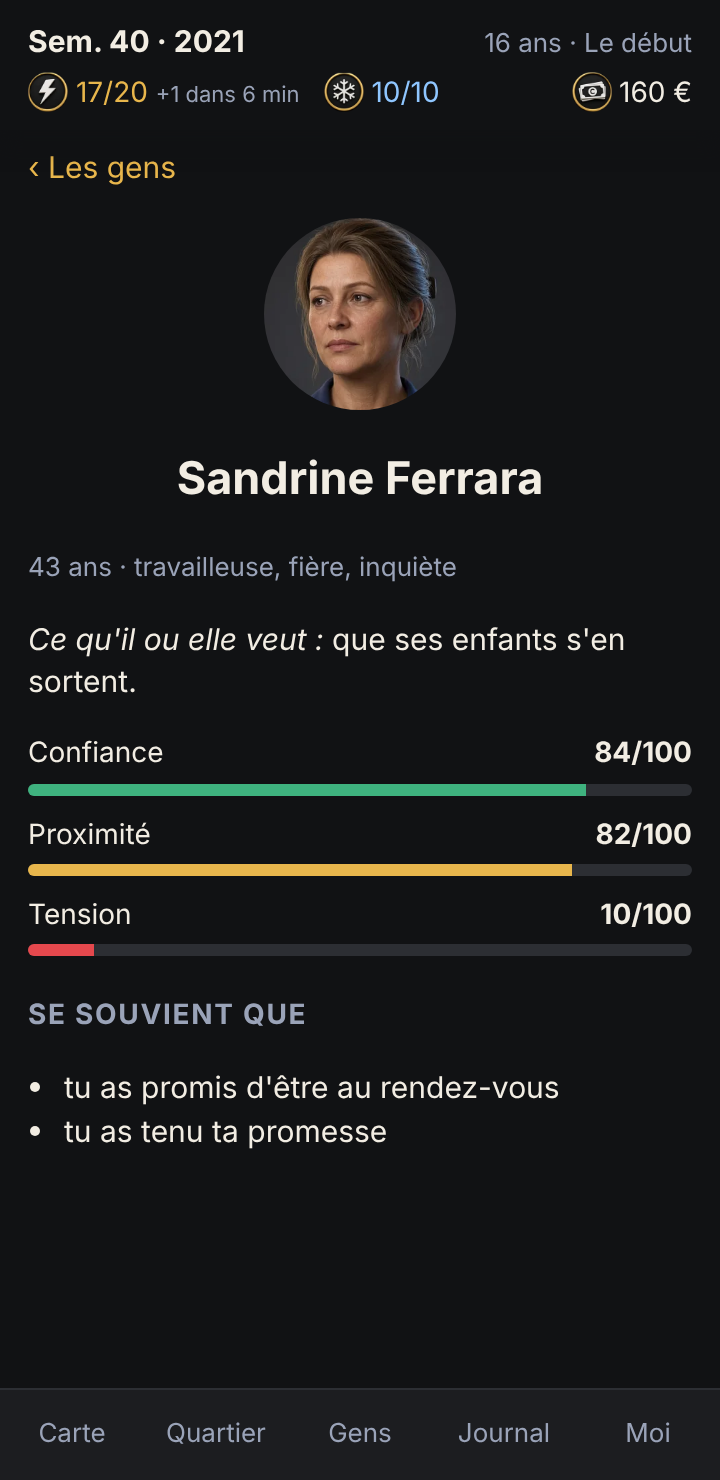 Sem. 40 · 2021
16 ans · Le début
17/20 +1 dans 6 min
10/10
160 €
‹ Les gens
Sandrine Ferrara
43 ans · travailleuse, fière, inquiète
Ce qu'il ou elle veut : que ses enfants s'en
sortent.
Confiance 84/100
Proximité 82/100
Tension 10/100
SE SOUVIENT QUE
• tu as promis d'être au rendez-vous
• tu as tenu ta promesse
Carte Quartier Gens Journal Moi